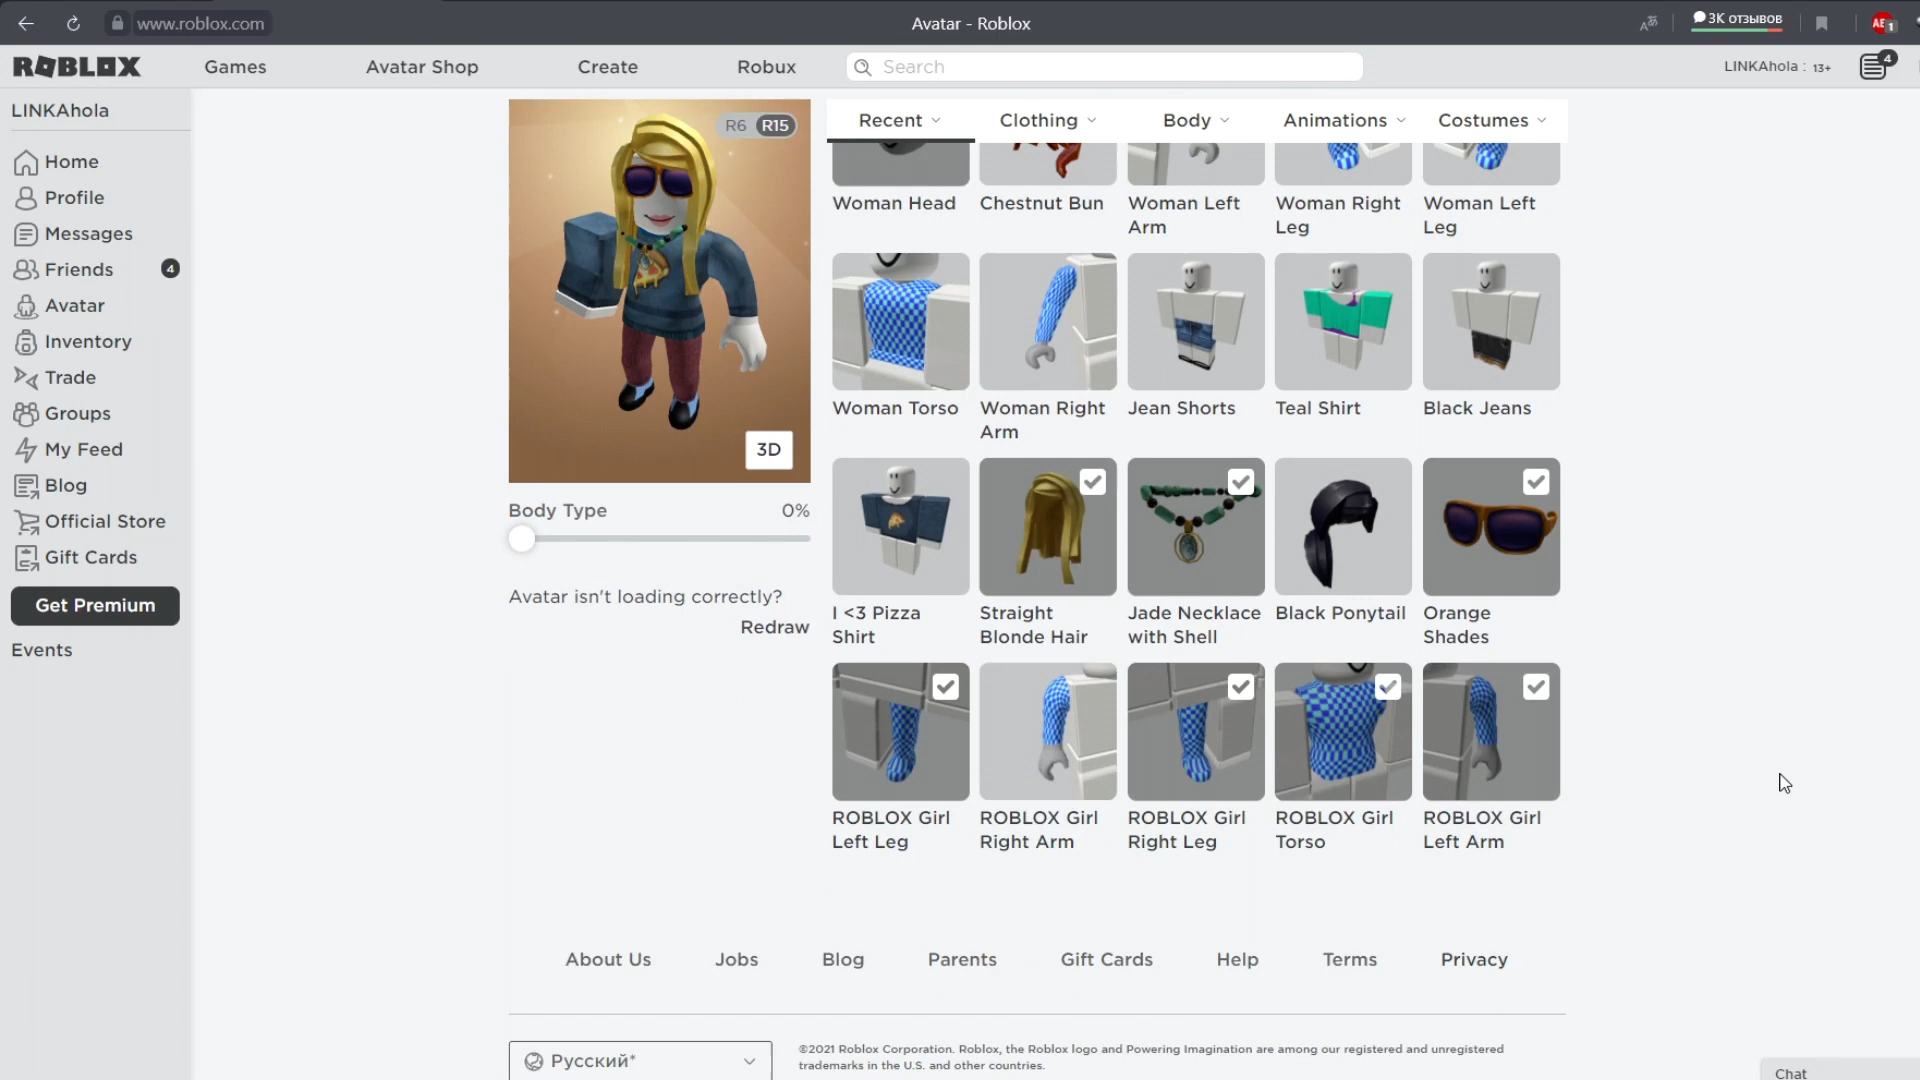 www.roblox.com
Avatar - Roblox
3K отзывов
1
ROBLOX
Games
Avatar Shop
Create
Robux
Search
LINKAhola : 13+
4
LINKAhola
Home
Profile
Messages
Friends
4
Avatar
Inventory
Trade
Groups
My Feed
Blog
Official Store
Gift Cards
Get Premium
Events
R6 R15
3D
Body Type 0%
Avatar isn't loading correctly?
Redraw
Recent
Clothing
Body
Animations
Costumes
Woman Head
Chestnut Bun
Woman Left
Arm
Woman Right
Leg
Woman Left
Leg
Woman Torso
Woman Right
Arm
Jean Shorts
Teal Shirt
Black Jeans
I <3 Pizza
Shirt
Straight
Blonde Hair
Jade Necklace
with Shell
Black Ponytail
Orange
Shades
ROBLOX Girl
Left Leg
ROBLOX Girl
Right Arm
ROBLOX Girl
Right Leg
ROBLOX Girl
Torso
ROBLOX Girl
Left Arm
About Us
Jobs
Blog
Parents
Gift Cards
Help
Terms
Privacy
Русский*
©2021 Roblox Corporation. Roblox, the Roblox logo and Powering Imagination are among our registered and unregistered
trademarks in the U.S. and other countries.
Chat